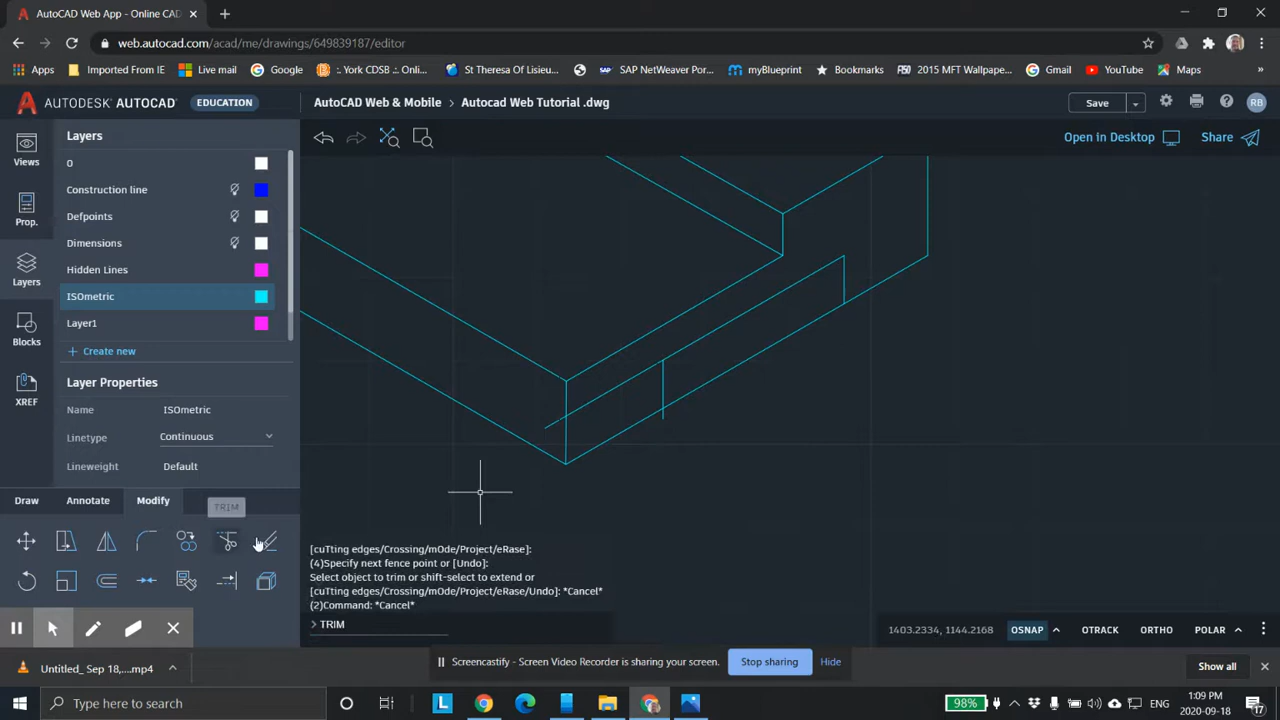 AutoCAD Web App - Online CAD
web.autocad.com/acad/me/drawings/649839187/editor
Apps
Imported From IE
Live mail
Google
:. York CDSB :. Onli...
St Theresa Of Lisieu...
SAP NetWeaver Por...
myBlueprint
Bookmarks
2015 MFT Wallpape...
Gmail
YouTube
Maps
AUTODESK® AUTOCAD
EDUCATION
AutoCAD Web & Mobile > Autocad Web Tutorial .dwg
Save
RB
Views
Prop.
Layers
Blocks
XREF
Layers
0
Construction line
Defpoints
Dimensions
Hidden Lines
ISOmetric
Layer1
+ Create new
Layer Properties
Name ISOmetric
Linetype Continuous
Lineweight Default
Open in Desktop
Share
Draw
Annotate
Modify
TRIM
[cuTting edges/Crossing/mOde/Project/eRase]:
(4)Specify next fence point or [Undo]:
Select object to trim or shift-select to extend or
[cuTting edges/Crossing/mOde/Project/eRase/Undo]: *Cancel*
(2)Command: *Cancel*
> TRIM
1403.2334, 1144.2168
OSNAP
OTRACK
ORTHO
POLAR
Untitled_Sep 18,....mp4
Screencastify - Screen Video Recorder is sharing your screen.
Stop sharing
Hide
Show all
Type here to search
L
98%
ENG
1:09 PM
2020-09-18
17